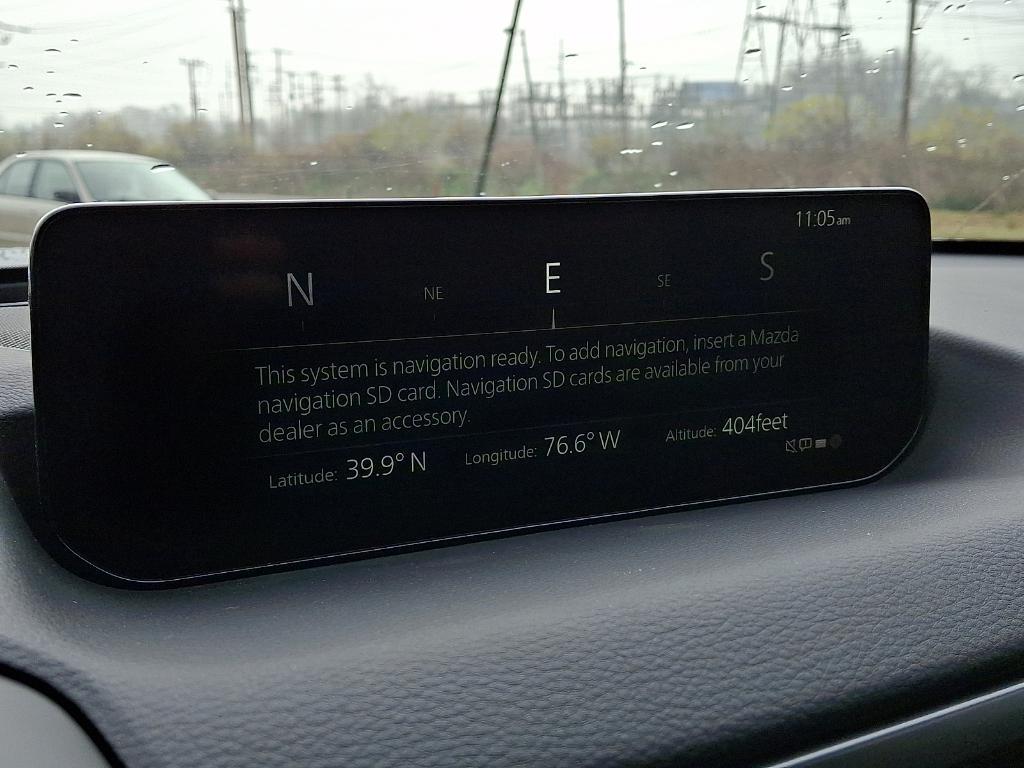 11:05am
N NE E SE S
This system is navigation ready. To add navigation, insert a Mazda
navigation SD card. Navigation SD cards are available from your
dealer as an accessory.
Latitude: 39.9° N Longitude: 76.6° W Altitude: 404feet